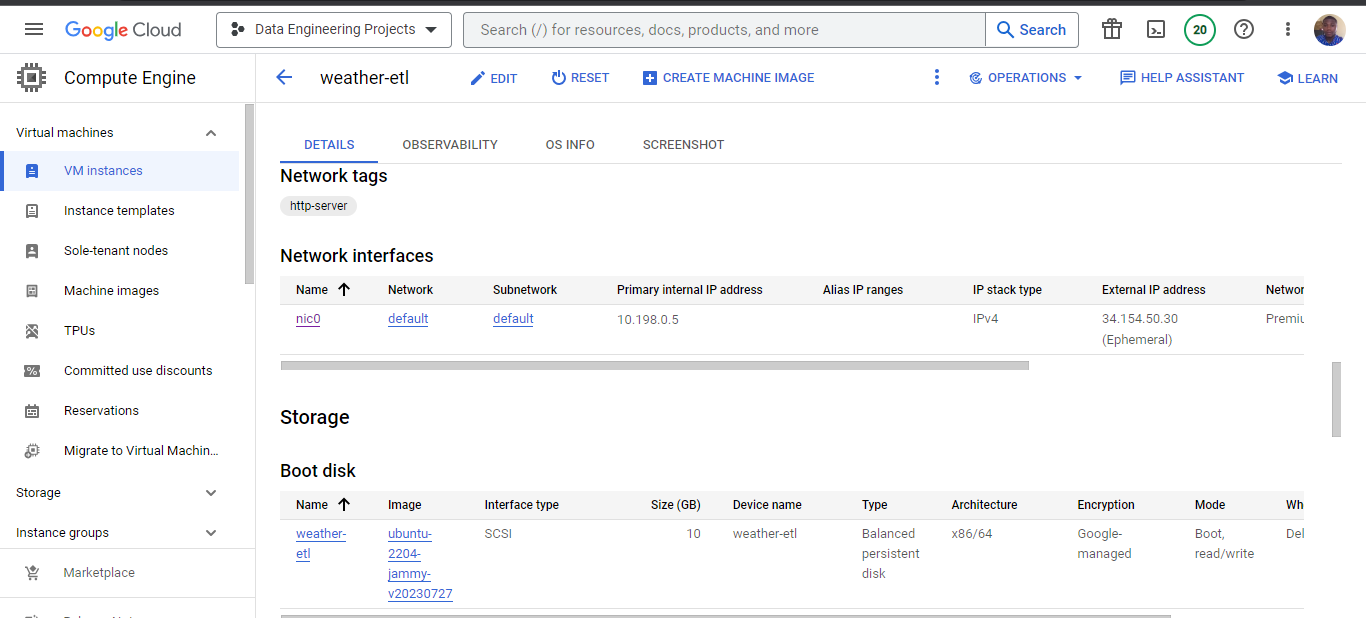 Google Cloud
Data Engineering Projects
Search (/) for resources, docs, products, and more
Search
20
Compute Engine
weather-etl
EDIT
RESET
CREATE MACHINE IMAGE
OPERATIONS
HELP ASSISTANT
LEARN
Virtual machines
VM instances
Instance templates
Sole-tenant nodes
Machine images
TPUs
Committed use discounts
Reservations
Migrate to Virtual Machin...
Storage
Instance groups
Marketplace
DETAILS
OBSERVABILITY
OS INFO
SCREENSHOT
Network tags
http-server
Network interfaces
Name Network Subnetwork Primary internal IP address Alias IP ranges IP stack type External IP address Networ
nic0 default default 10.198.0.5 IPv4 34.154.50.30 Premiu
(Ephemeral)
Storage
Boot disk
Name Image Interface type Size (GB) Device name Type Architecture Encryption Mode Wh
weather- ubuntu- SCSI 10 weather-etl Balanced x86/64 Google- Boot, Del
etl 2204- persistent managed read/write
jammy- disk
v20230727